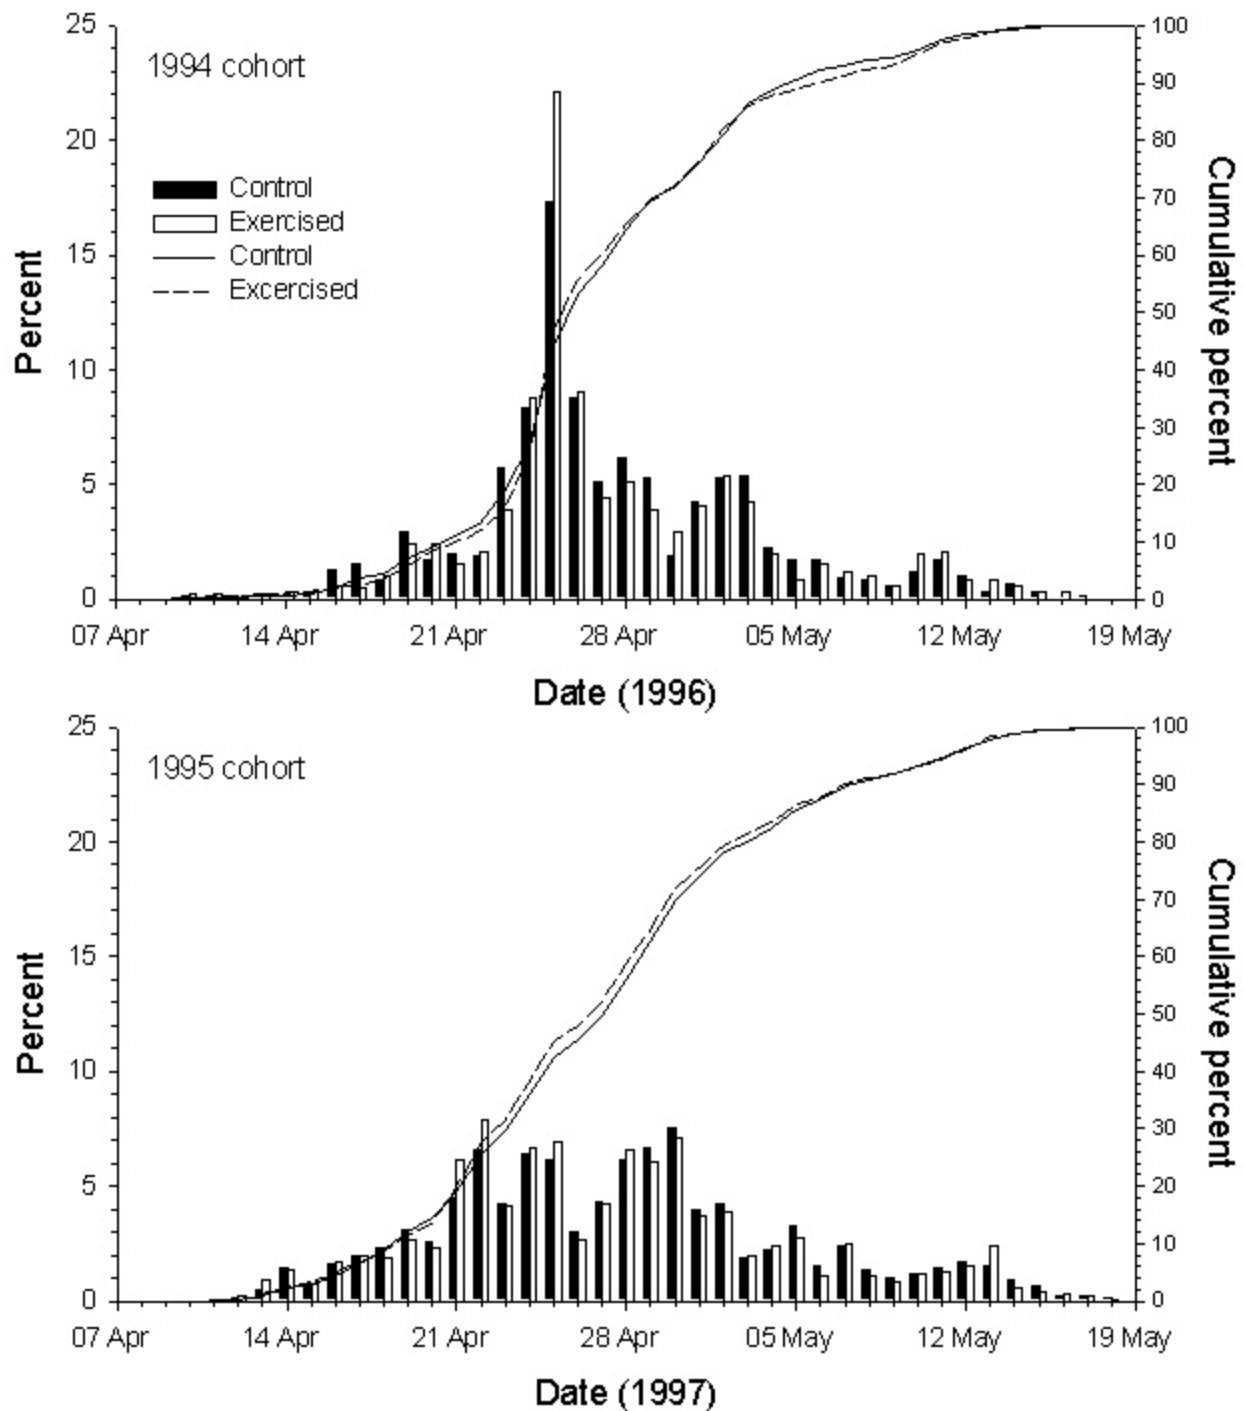 25
20
15
10
5
0
Percent
1994 cohort
Control
Exercised
Control
Excercised
100
90
80
70
60
50
40
30
20
10
0
Cumulative percent
07 Apr 14 Apr 21 Apr 28 Apr 05 May 12 May 19 May
Date (1996)
25
20
15
10
5
0
Percent
1995 cohort
100
90
80
70
60
50
40
30
20
10
0
Cumulative percent
07 Apr 14 Apr 21 Apr 28 Apr 05 May 12 May 19 May
Date (1997)